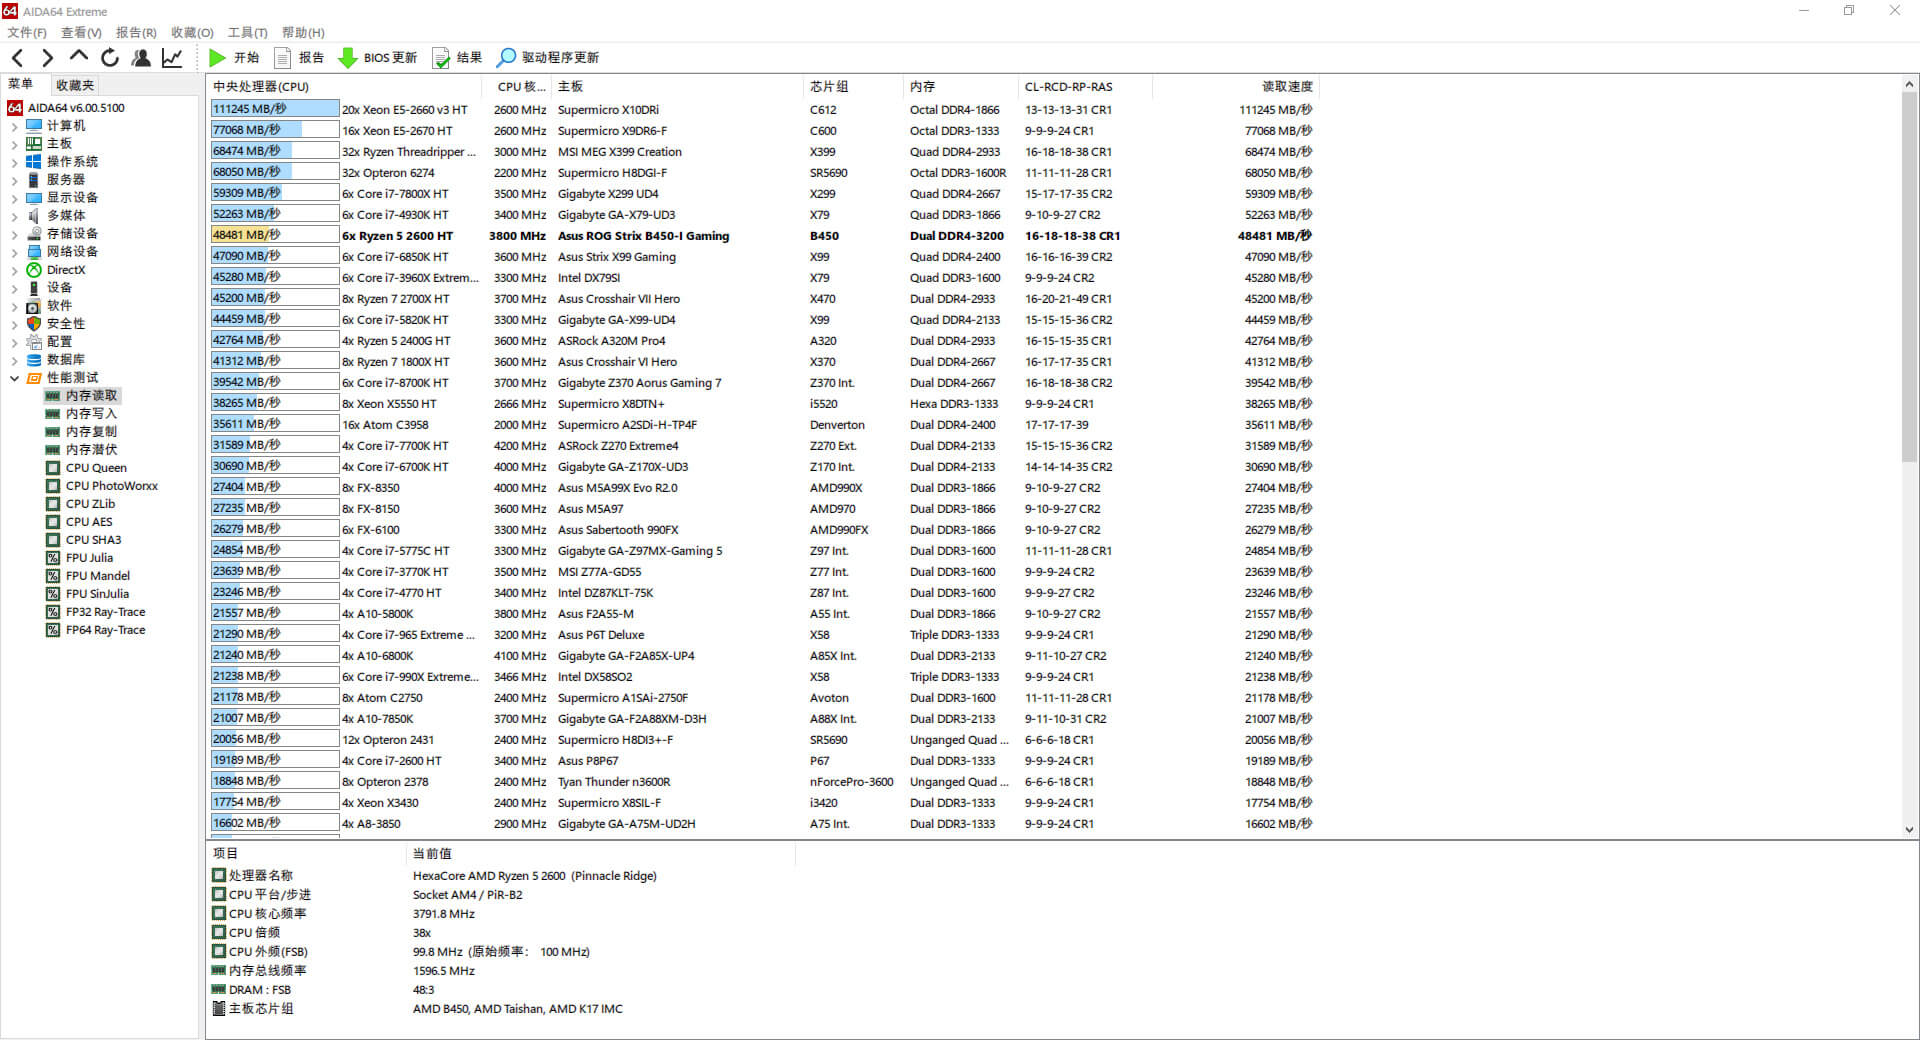 AIDA64 Extreme
文件(F) 查看(V) 报告(R) 收藏(O) 工具(T) 帮助(H)
开始 报告 BIOS 更新 结果 驱动程序更新
菜单 收藏夹
64 AIDA64 v6.00.5100
计算机
主板
操作系统
服务器
显示设备
多媒体
存储设备
网络设备
DirectX
设备
软件
安全性
配置
数据库
性能测试
内存读取
内存写入
内存复制
内存潜伏
CPU Queen
CPU PhotoWorxx
CPU ZLib
CPU AES
CPU SHA3
FPU Julia
FPU Mandel
FPU SinJulia
FP32 Ray-Trace
FP64 Ray-Trace
中央处理器(CPU) CPU 核... 主板 芯片组 内存 CL-RCD-RP-RAS 读取速度
111245 MB/秒 20x Xeon E5-2660 v3 HT 2600 MHz Supermicro X10DRi C612 Octal DDR4-1866 13-13-13-31 CR1 111245 MB/秒
77068 MB/秒 16x Xeon E5-2670 HT 2600 MHz Supermicro X9DR6-F C600 Octal DDR3-1333 9-9-9-24 CR1 77068 MB/秒
68474 MB/秒 32x Ryzen Threadripper ... 3000 MHz MSI MEG X399 Creation X399 Quad DDR4-2933 16-18-18-38 CR1 68474 MB/秒
68050 MB/秒 32x Opteron 6274 2200 MHz Supermicro H8DGI-F SR5690 Octal DDR3-1600R 11-11-11-28 CR1 68050 MB/秒
59309 MB/秒 6x Core i7-7800X HT 3500 MHz Gigabyte X299 UD4 X299 Quad DDR4-2667 15-17-17-35 CR2 59309 MB/秒
52263 MB/秒 6x Core i7-4930K HT 3400 MHz Gigabyte GA-X79-UD3 X79 Quad DDR3-1866 9-10-9-27 CR2 52263 MB/秒
48481 MB/秒 6x Ryzen 5 2600 HT 3800 MHz Asus ROG Strix B450-I Gaming B450 Dual DDR4-3200 16-18-18-38 CR1 48481 MB/秒
47090 MB/秒 6x Core i7-6850K HT 3600 MHz Asus Strix X99 Gaming X99 Quad DDR4-2400 16-16-16-39 CR2 47090 MB/秒
45280 MB/秒 6x Core i7-3960X Extrem... 3300 MHz Intel DX79SI X79 Quad DDR3-1600 9-9-9-24 CR2 45280 MB/秒
45200 MB/秒 8x Ryzen 7 2700X HT 3700 MHz Asus Crosshair VII Hero X470 Dual DDR4-2933 16-20-21-49 CR1 45200 MB/秒
44459 MB/秒 6x Core i7-5820K HT 3300 MHz Gigabyte GA-X99-UD4 X99 Quad DDR4-2133 15-15-15-36 CR2 44459 MB/秒
42764 MB/秒 4x Ryzen 5 2400G HT 3600 MHz ASRock A320M Pro4 A320 Dual DDR4-2933 16-15-15-35 CR1 42764 MB/秒
41312 MB/秒 8x Ryzen 7 1800X HT 3600 MHz Asus Crosshair VI Hero X370 Dual DDR4-2667 16-17-17-35 CR1 41312 MB/秒
39542 MB/秒 6x Core i7-8700K HT 3700 MHz Gigabyte Z370 Aorus Gaming 7 Z370 Int. Dual DDR4-2667 16-18-18-38 CR2 39542 MB/秒
38265 MB/秒 8x Xeon X5550 HT 2666 MHz Supermicro X8DTN+ i5520 Hexa DDR3-1333 9-9-9-24 CR1 38265 MB/秒
35611 MB/秒 16x Atom C3958 2000 MHz Supermicro A2SDi-H-TP4F Denverton Dual DDR4-2400 17-17-17-39 35611 MB/秒
31589 MB/秒 4x Core i7-7700K HT 4200 MHz ASRock Z270 Extreme4 Z270 Ext. Dual DDR4-2133 15-15-15-36 CR2 31589 MB/秒
30690 MB/秒 4x Core i7-6700K HT 4000 MHz Gigabyte GA-Z170X-UD3 Z170 Int. Dual DDR4-2133 14-14-14-35 CR2 30690 MB/秒
27404 MB/秒 8x FX-8350 4000 MHz Asus M5A99X Evo R2.0 AMD990X Dual DDR3-1866 9-10-9-27 CR2 27404 MB/秒
27235 MB/秒 8x FX-8150 3600 MHz Asus M5A97 AMD970 Dual DDR3-1866 9-10-9-27 CR2 27235 MB/秒
26279 MB/秒 6x FX-6100 3300 MHz Asus Sabertooth 990FX AMD990FX Dual DDR3-1866 9-10-9-27 CR2 26279 MB/秒
24854 MB/秒 4x Core i7-5775C HT 3300 MHz Gigabyte GA-Z97MX-Gaming 5 Z97 Int. Dual DDR3-1600 11-11-11-28 CR1 24854 MB/秒
23639 MB/秒 4x Core i7-3770K HT 3500 MHz MSI Z77A-GD55 Z77 Int. Dual DDR3-1600 9-9-9-24 CR2 23639 MB/秒
23246 MB/秒 4x Core i7-4770 HT 3400 MHz Intel DZ87KLT-75K Z87 Int. Dual DDR3-1600 9-9-9-27 CR2 23246 MB/秒
21557 MB/秒 4x A10-5800K 3800 MHz Asus F2A55-M A55 Int. Dual DDR3-1866 9-10-9-27 CR2 21557 MB/秒
21290 MB/秒 4x Core i7-965 Extreme ... 3200 MHz Asus P6T Deluxe X58 Triple DDR3-1333 9-9-9-24 CR1 21290 MB/秒
21240 MB/秒 4x A10-6800K 4100 MHz Gigabyte GA-F2A85X-UP4 A85X Int. Dual DDR3-2133 9-11-10-27 CR2 21240 MB/秒
21238 MB/秒 6x Core i7-990X Extreme... 3466 MHz Intel DX58SO2 X58 Triple DDR3-1333 9-9-9-24 CR1 21238 MB/秒
21178 MB/秒 8x Atom C2750 2400 MHz Supermicro A1SAi-2750F Avoton Dual DDR3-1600 11-11-11-28 CR1 21178 MB/秒
21007 MB/秒 4x A10-7850K 3700 MHz Gigabyte GA-F2A88XM-D3H A88X Int. Dual DDR3-2133 9-11-10-31 CR2 21007 MB/秒
20056 MB/秒 12x Opteron 2431 2400 MHz Supermicro H8DI3+-F SR5690 Unganged Quad ... 6-6-6-18 CR1 20056 MB/秒
19189 MB/秒 4x Core i7-2600 HT 3400 MHz Asus P8P67 P67 Dual DDR3-1333 9-9-9-24 CR1 19189 MB/秒
18848 MB/秒 8x Opteron 2378 2400 MHz Tyan Thunder n3600R nForcePro-3600 Unganged Quad ... 6-6-6-18 CR1 18848 MB/秒
17754 MB/秒 4x Xeon X3430 2400 MHz Supermicro X8SIL-F i3420 Dual DDR3-1333 9-9-9-24 CR1 17754 MB/秒
16602 MB/秒 4x A8-3850 2900 MHz Gigabyte GA-A75M-UD2H A75 Int. Dual DDR3-1333 9-9-9-24 CR1 16602 MB/秒
项目 当前值
处理器名称 HexaCore AMD Ryzen 5 2600 (Pinnacle Ridge)
CPU 平台/步进 Socket AM4 / PiR-B2
CPU 核心频率 3791.8 MHz
CPU 倍频 38x
CPU 外频(FSB) 99.8 MHz (原始频率： 100 MHz)
内存总线频率 1596.5 MHz
DRAM : FSB 48:3
主板芯片组 AMD B450, AMD Taishan, AMD K17 IMC